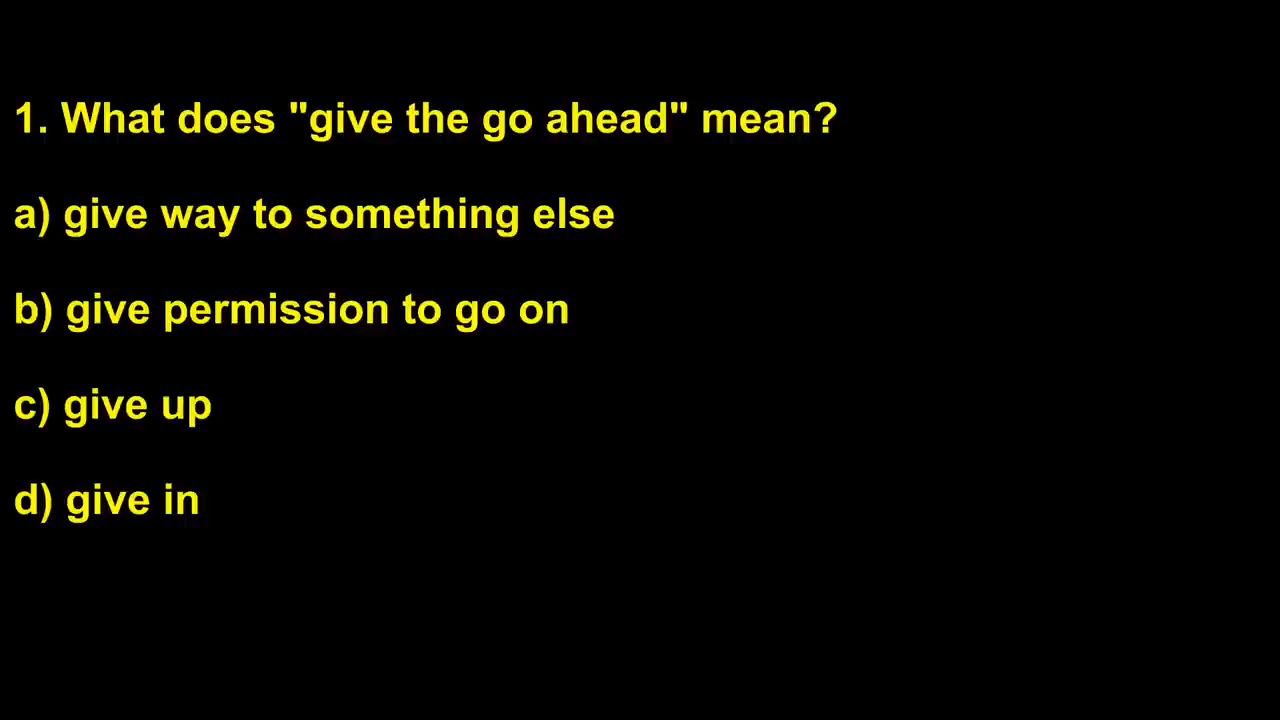 1. What does "give the go ahead" mean?
a) give way to something else
b) give permission to go on
c) give up
d) give in